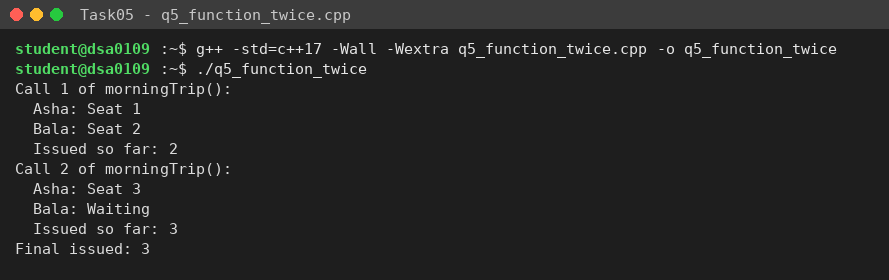 Task05 - q5_function_twice.cpp
student@dsa0109 :~$ g++ -std=c++17 -Wall -Wextra q5_function_twice.cpp -o q5_function_twice
student@dsa0109 :~$ ./q5_function_twice
Call 1 of morningTrip():
  Asha: Seat 1
  Bala: Seat 2
  Issued so far: 2
Call 2 of morningTrip():
  Asha: Seat 3
  Bala: Waiting
  Issued so far: 3
Final issued: 3